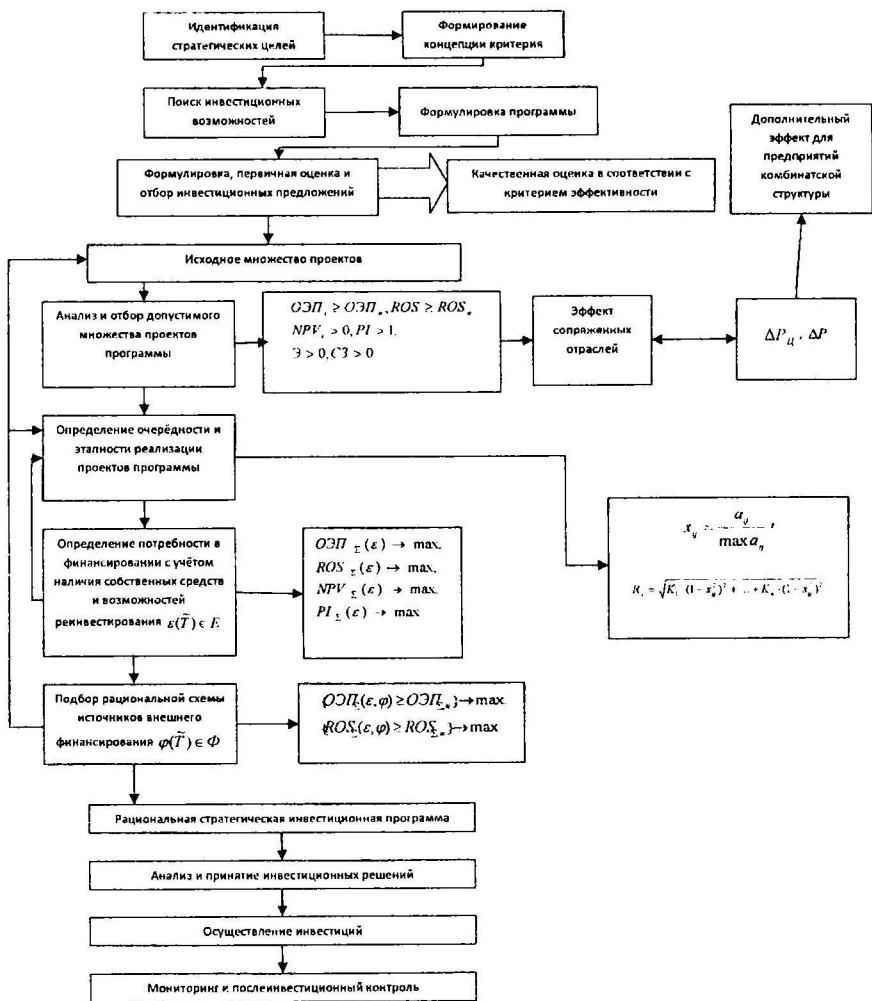 Идентификация
стратегических целей
Формирование
концепции критерия
Поиск инвестиционных
возможностей
Формулировка программы
Дополнительный
эффект для
предприятий
комбинатской
структуры
Формулировка, первичная оценка и
отбор инвестиционных предложений
Качественная оценка в соответствии с
критерием эффективности
Исходное множество проектов
Анализ и отбор допустимого
множества проектов
программы
ОЭП_i ≥ ОЭП_н, ROS ≥ ROS_н
NPV_i > 0, PI > 1,
Э > 0, СЗ > 0
Эффект
сопряженных
отраслей
ΔP_Ц, ΔP
Определение очерёдности и
этапности реализации
проектов программы
Определение потребности в
финансировании с учётом
наличия собственных средств
и возможностей
реинвестирования ε(T̃) ∈ E
ОЭП_Σ(ε) → max,
ROS_Σ(ε) → max,
NPV_Σ(ε) → max,
PI_Σ(ε) → max
x_ij = a_ij / max a_ij,
Подбор рациональной схемы
источников внешнего
финансирования φ(T̃) ∈ Φ
{ОЭП_Σ(ε,φ) ≥ ОЭП_Σн} → max,
{ROS_Σ(ε,φ) ≥ ROS_Σн} → max
Рациональная стратегическая инвестиционная программа
Анализ и принятие инвестиционных решений
Осуществление инвестиций
Мониторинг и послеинвестиционный контроль